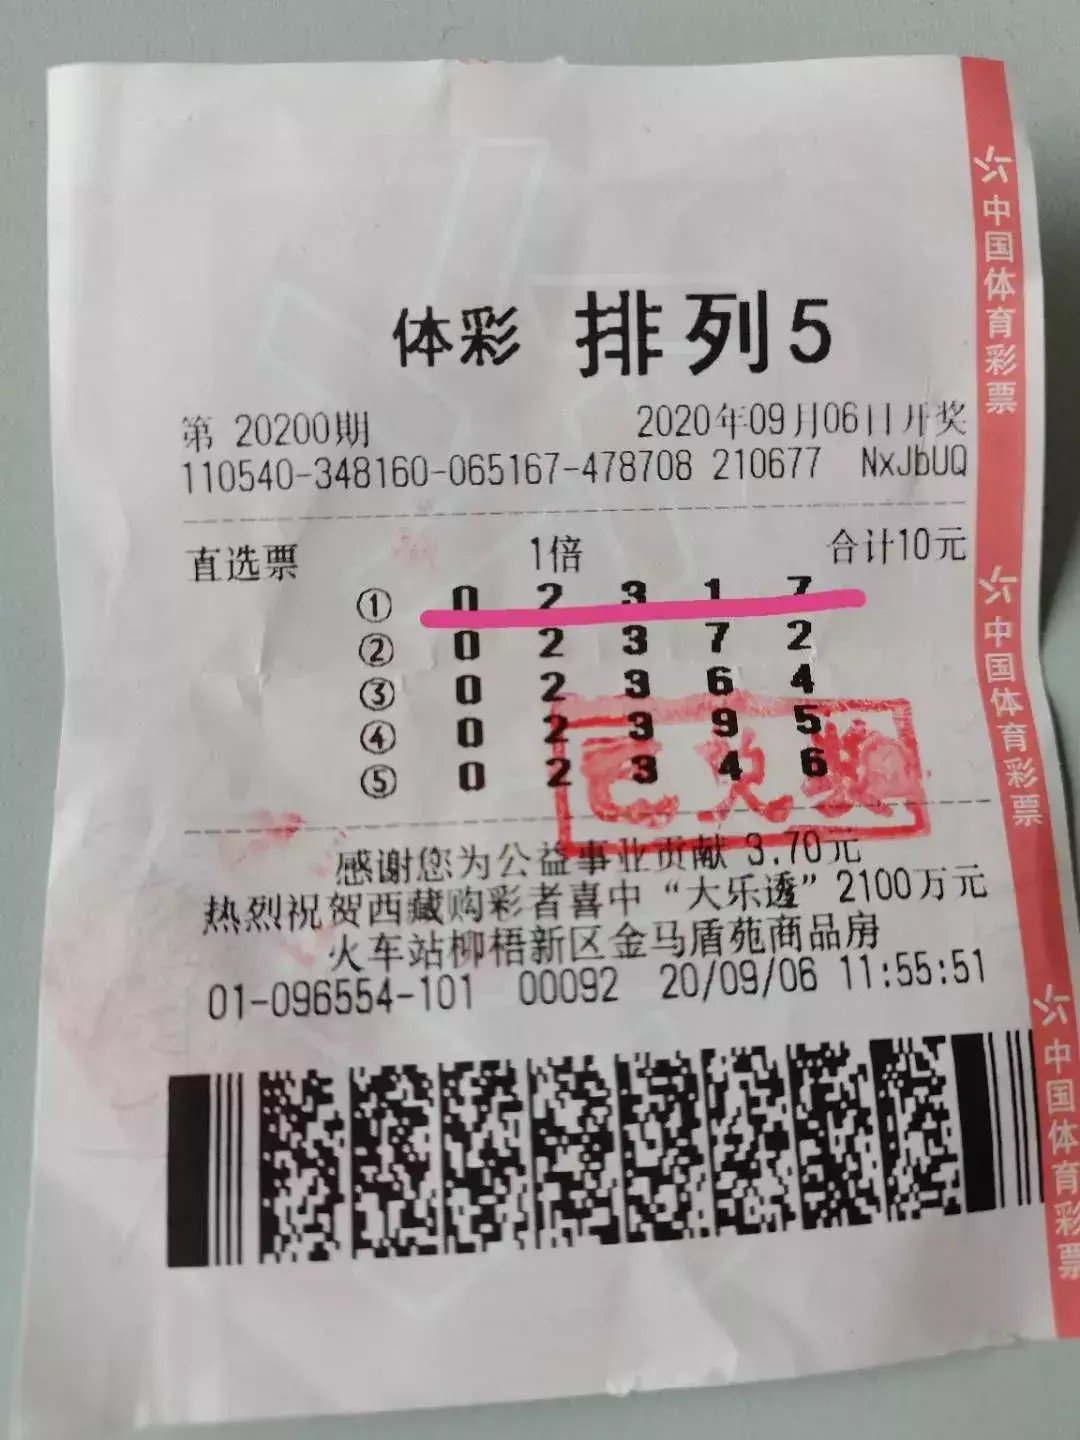 体彩 排列5
第 20200期 2020年09月06日开奖
110540-348160-065167-478708 210677 NxJbUQ
直选票 1倍 合计10元
① 0 2 3 1 7
② 0 2 3 7 2
③ 0 2 3 6 4
④ 0 2 3 9 5
⑤ 0 2 3 4 6
已兑奖
感谢您为公益事业贡献 3.70元
热烈祝贺西藏购彩者喜中“大乐透”2100万元
火车站柳梧新区金马盾苑商品房
01-096554-101 00092 20/09/06 11:55:51
中国体育彩票
中国体育彩票
中国体育彩票